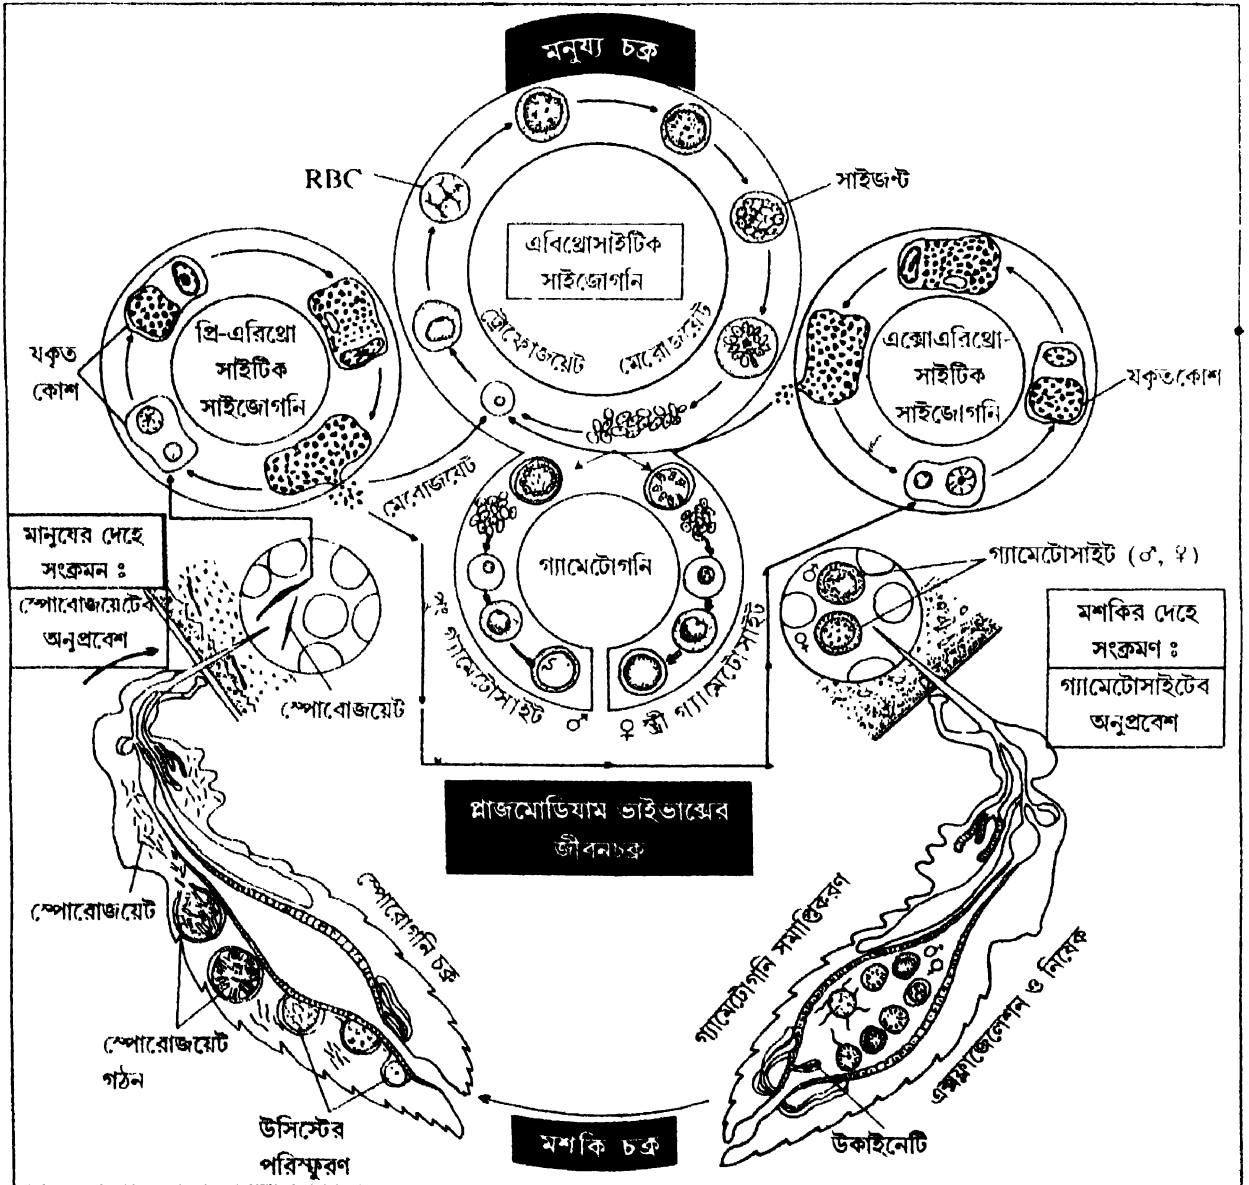 মনুষ্য চক্র
RBC
সাইজন্ট
এবিথ্রোসাইটিক
সাইজোগনি
ট্রোফোজয়েট
মেরোজয়েট
প্রি-এরিথ্রো
সাইটিক
সাইজোগনি
যকৃত
কোশ
এক্সোএরিথ্রো-
সাইটিক
সাইজোগনি
যকৃতকোশ
মেরোজয়েট
মানুষের দেহে
সংক্রমন ঃ
স্পোবোজয়েটেব
অনুপ্রবেশ
গ্যামেটোগনি
পুং গ্যামেটোসাইট ♂
♀ স্ত্রী গ্যামেটোসাইট
স্পোবোজয়েট
গ্যামেটোসাইট (♂, ♀)
♂
♀
মশকির দেহে
সংক্রমণ ঃ
গ্যামেটোসাইটেব
অনুপ্রবেশ
প্লাজমোডিয়াম ভাইভাক্সের
জীবনচক্র
স্পোরোজয়েট
স্পোরোগনি চক্র
স্পোরোজয়েট
গঠন
উসিস্টের
পরিস্ফুরণ
গ্যামেটোগনি সমাপ্তিকরণ
♂
♀
এক্সফ্লাজেলেশন ও নিষেক
উকাইনেটি
মশকি চক্র